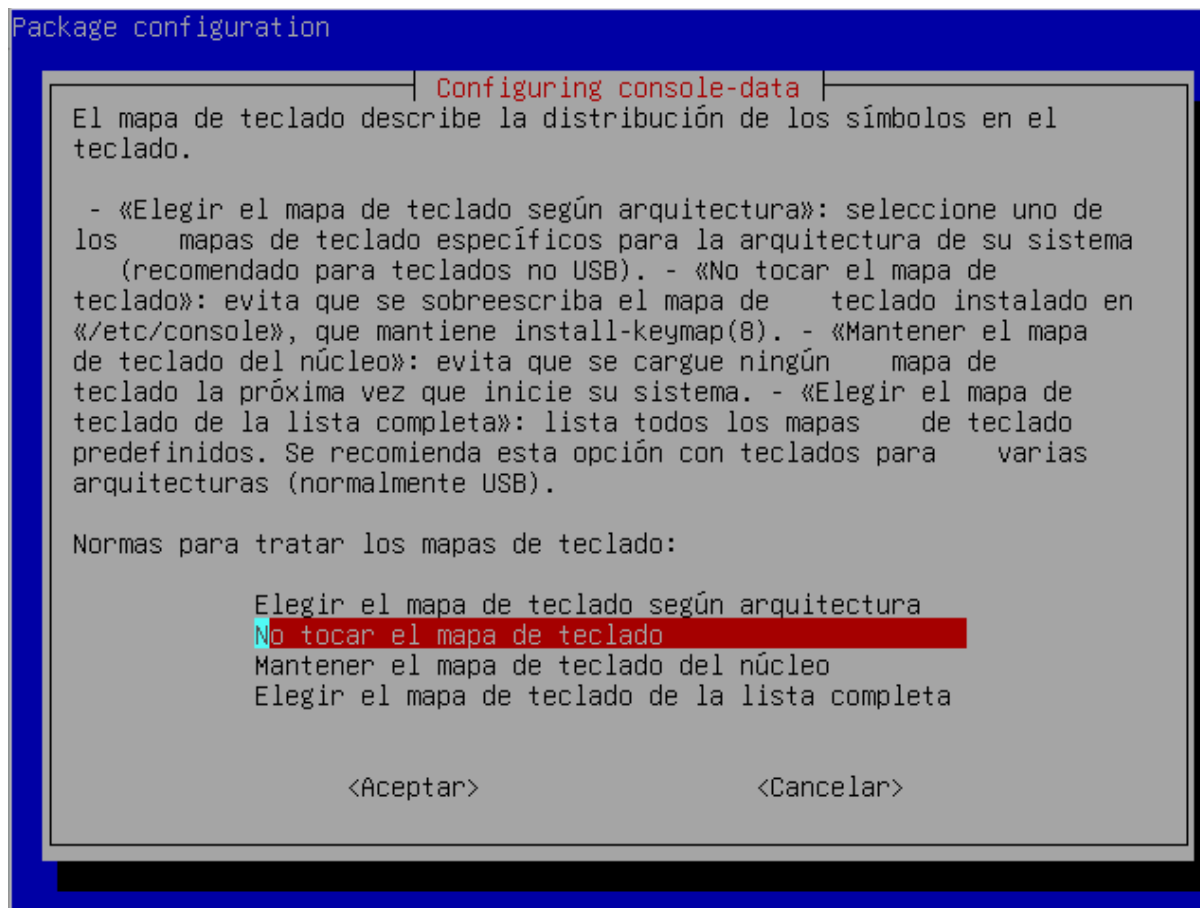 Package configuration
Configuring console-data
El mapa de teclado describe la distribución de los símbolos en el
teclado.
- «Elegir el mapa de teclado según arquitectura»: seleccione uno de
los    mapas de teclado específicos para la arquitectura de su sistema
(recomendado para teclados no USB). - «No tocar el mapa de
teclado»: evita que se sobreescriba el mapa de    teclado instalado en
«/etc/console», que mantiene install-keymap(8). - «Mantener el mapa
de teclado del núcleo»: evita que se cargue ningún    mapa de
teclado la próxima vez que inicie su sistema. - «Elegir el mapa de
teclado de la lista completa»: lista todos los mapas    de teclado
predefinidos. Se recomienda esta opción con teclados para    varias
arquitecturas (normalmente USB).
Normas para tratar los mapas de teclado:
Elegir el mapa de teclado según arquitectura
No tocar el mapa de teclado
Mantener el mapa de teclado del núcleo
Elegir el mapa de teclado de la lista completa
<Aceptar> <Cancelar>